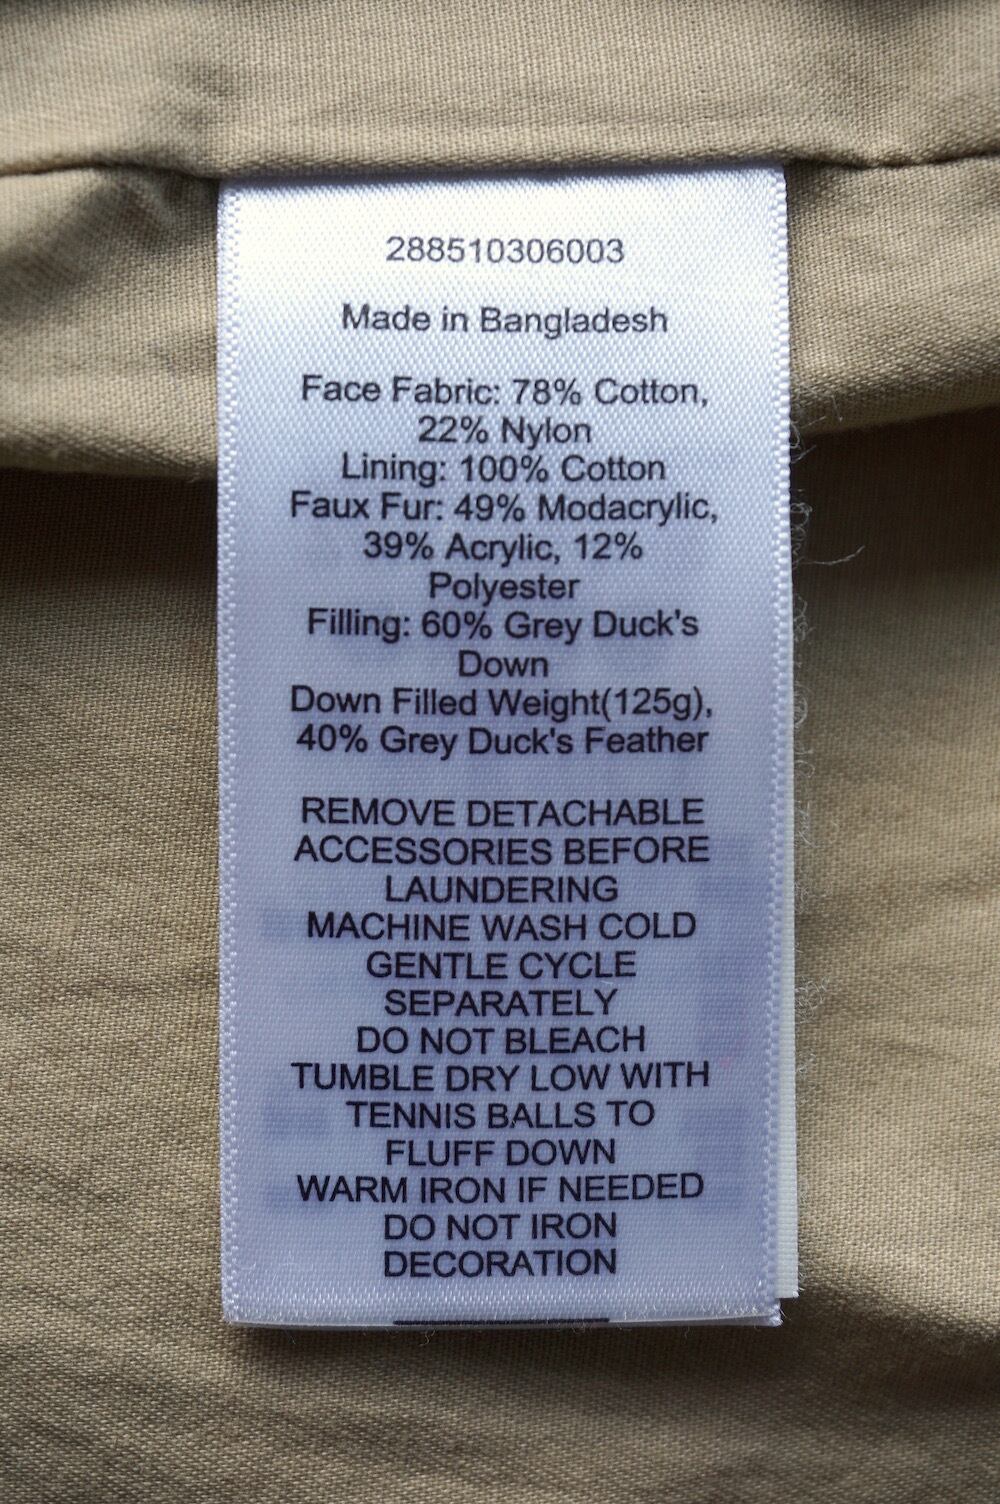 288510306003
Made in Bangladesh
Face Fabric: 78% Cotton,
22% Nylon
Lining: 100% Cotton
Faux Fur: 49% Modacrylic,
39% Acrylic, 12%
Polyester
Filling: 60% Grey Duck's
Down
Down Filled Weight(125g),
40% Grey Duck's Feather
REMOVE DETACHABLE
ACCESSORIES BEFORE
LAUNDERING
MACHINE WASH COLD
GENTLE CYCLE
SEPARATELY
DO NOT BLEACH
TUMBLE DRY LOW WITH
TENNIS BALLS TO
FLUFF DOWN
WARM IRON IF NEEDED
DO NOT IRON
DECORATION